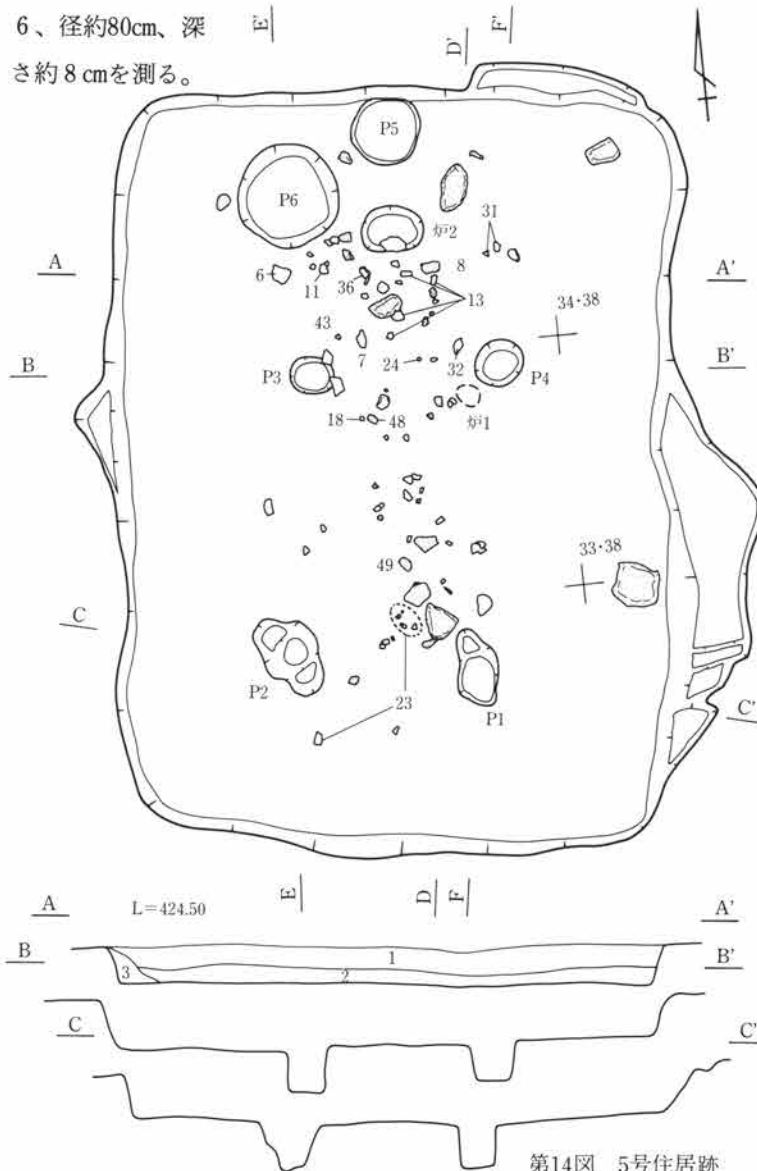 6、径約80cm、深
さ約8cmを測る。
E' D' F'
P5
P6
炉2
31
A 6 11 36 8 13 A'
34・38
43 7 24 32
B P3 P4 B'
18 48 炉1
49
33・38
C
P2 23 P1 C'
E D F
A L=424.50 A'
B 1 B'
3 2
C C'
第14図 5号住居跡